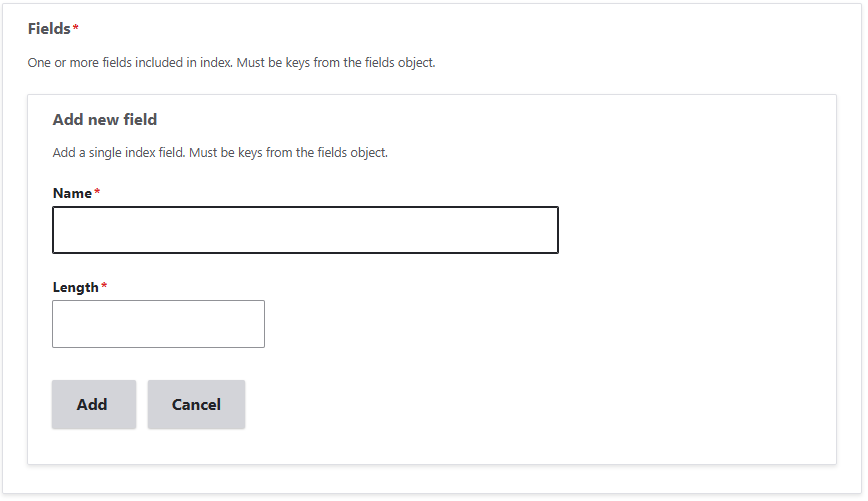 Fields*
One or more fields included in index. Must be keys from the fields object.
Add new field
Add a single index field. Must be keys from the fields object.
Name*
Length*
Add Cancel